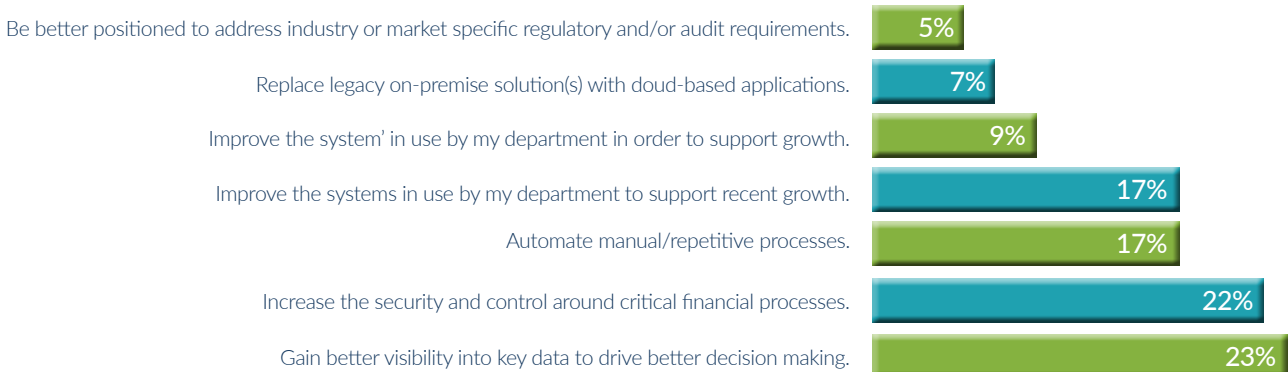 Be better positioned to address industry or market specific regulatory and/or audit requirements. 5%
Replace legacy on-premise solution(s) with doud-based applications. 7%
Improve the system’ in use by my department in order to support growth. 9%
Improve the systems in use by my department to support recent growth. 17%
Automate manual/repetitive processes. 17%
Increase the security and control around critical financial processes. 22%
Gain better visibility into key data to drive better decision making. 23%